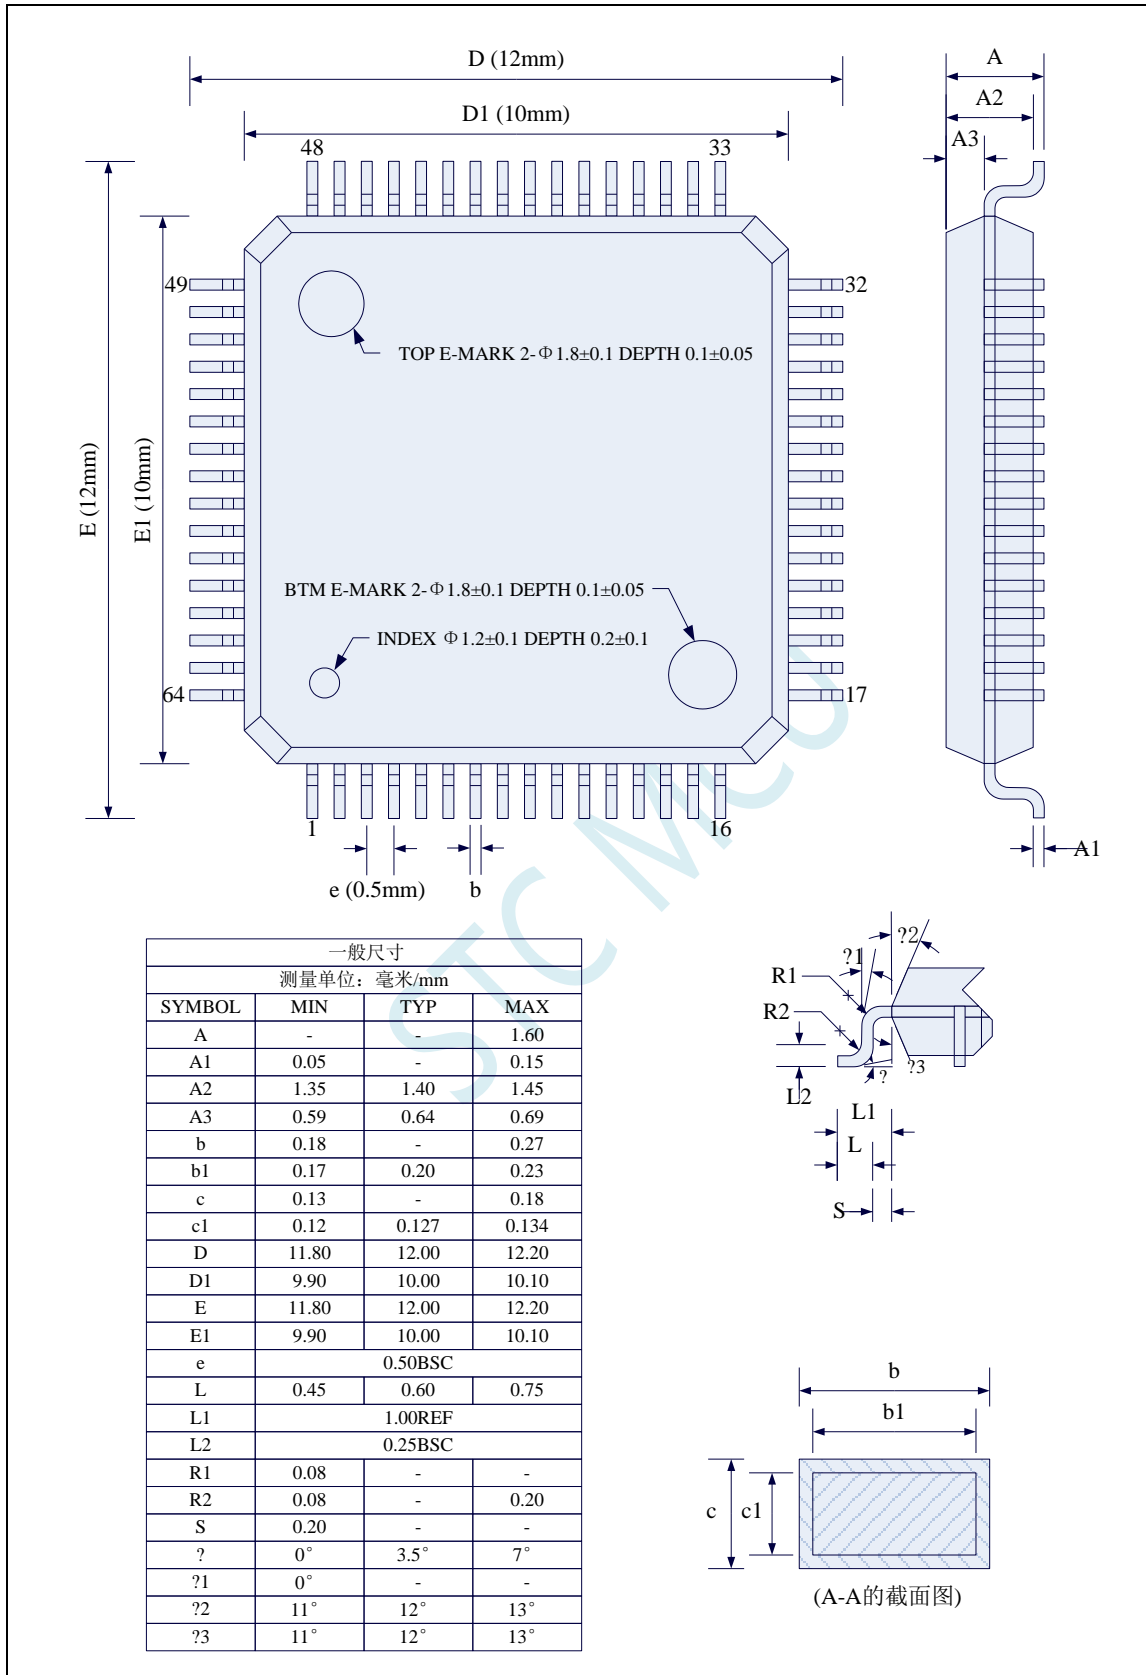 D (12mm)
A
A2
D1 (10mm)
A3
48
33
49
32
TOP E-MARK 2-Φ1.8±0.1 DEPTH 0.1±0.05
E (12mm)
E1 (10mm)
BTM E-MARK 2-Φ1.8±0.1 DEPTH 0.1±0.05
INDEX Φ1.2±0.1 DEPTH 0.2±0.1
64
17
1
16
A1
e (0.5mm)
b
STC MCU
一般尺寸
测量单位：毫米/mm
SYMBOL MIN TYP MAX
A - - 1.60
A1 0.05 - 0.15
A2 1.35 1.40 1.45
A3 0.59 0.64 0.69
b 0.18 - 0.27
b1 0.17 0.20 0.23
c 0.13 - 0.18
c1 0.12 0.127 0.134
D 11.80 12.00 12.20
D1 9.90 10.00 10.10
E 11.80 12.00 12.20
E1 9.90 10.00 10.10
e 0.50BSC
L 0.45 0.60 0.75
L1 1.00REF
L2 0.25BSC
R1 0.08 - -
R2 0.08 - 0.20
S 0.20 - -
? 0° 3.5° 7°
?1 0° - -
?2 11° 12° 13°
?3 11° 12° 13°
?2
?1
R1
R2
?3
?
L2
L1
L
S
b
b1
c
c1
(A-A的截面图)